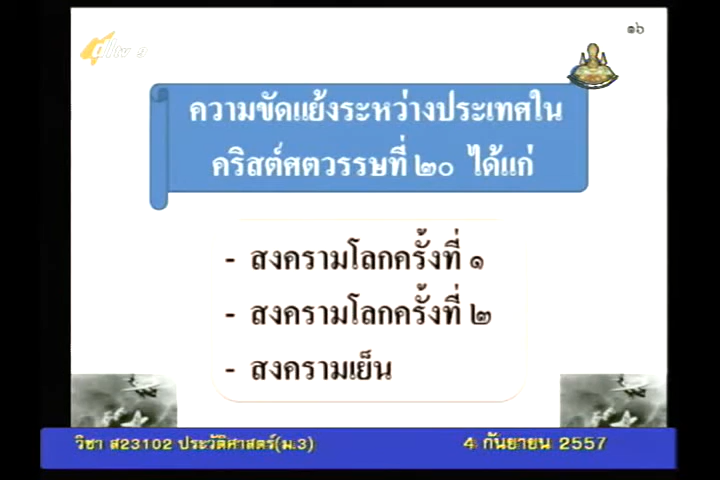 ๑๖
ความขัดแย้งระหว่างประเทศใน
คริสต์ศตวรรษที่ ๒๐ ได้แก่
- สงครามโลกครั้งที่ ๑
- สงครามโลกครั้งที่ ๒
- สงครามเย็น
วิชา ส23102 ประวัติศาสตร์(ม.3) 4 กันยายน 2557